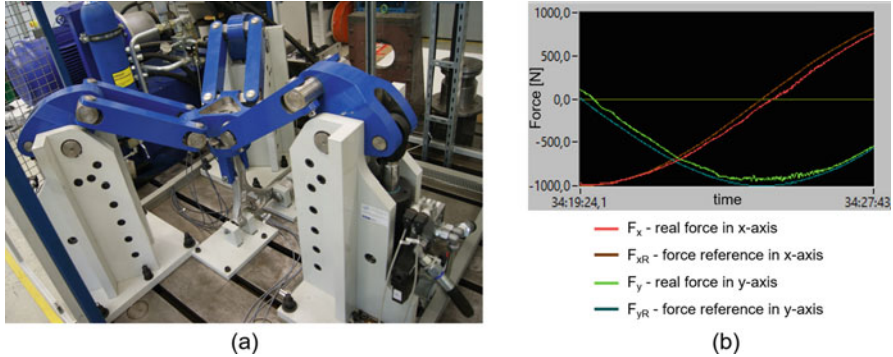 1000,0
500,0
0,0
-500,0
-1000,0
Force [N]
34:19:24,1
time
34:27:43
Fx - real force in x-axis
FxR - force reference in x-axis
Fy - real force in y-axis
FyR - force reference in y-axis
(a)
(b)